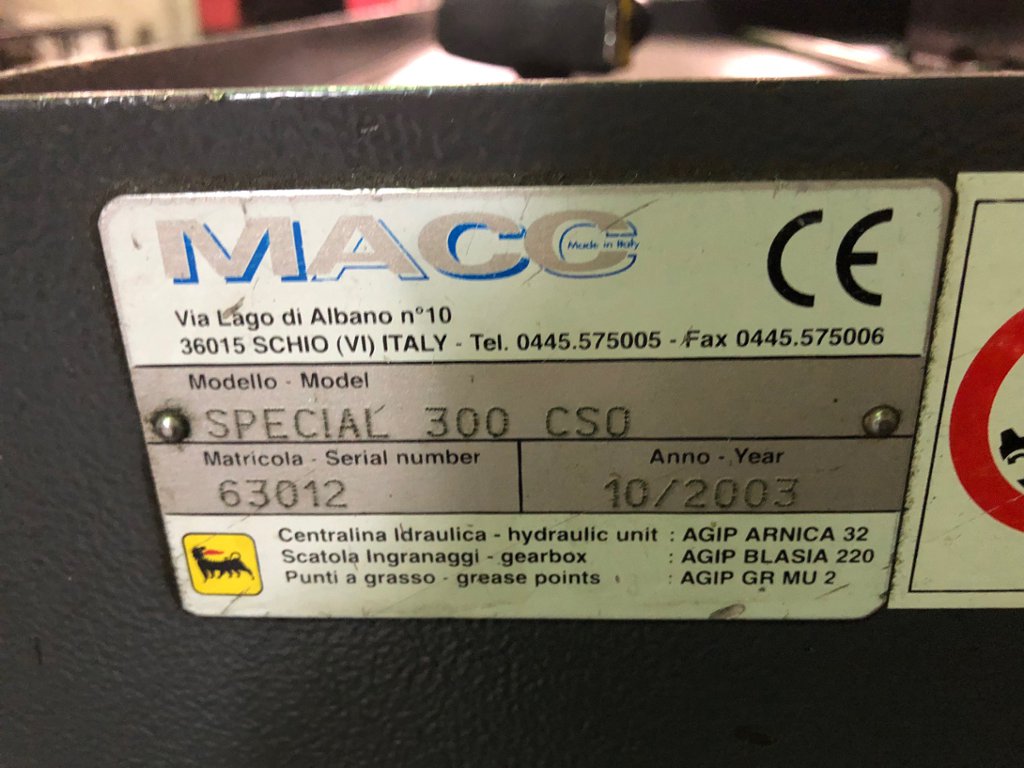 MACC
Made in Italy
CE
Via Lago di Albano n°10
36015 SCHIO (VI) ITALY - Tel. 0445.575005 - Fax 0445.575006
Modello - Model
SPECIAL 300 CSO
Matricola - Serial number
63012
Anno - Year
10/2003
Centralina Idraulica - hydraulic unit : AGIP ARNICA 32
Scatola Ingranaggi - gearbox : AGIP BLASIA 220
Punti a grasso - grease points : AGIP GR MU 2